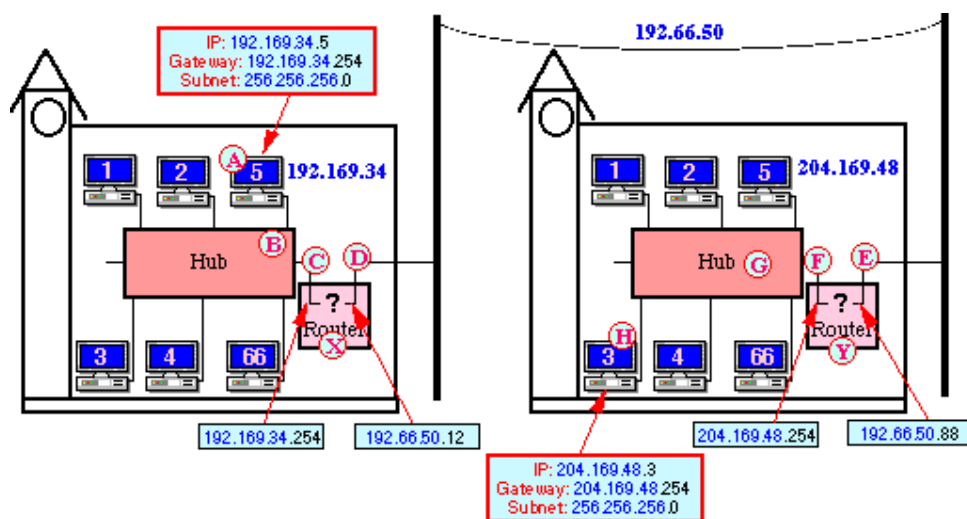 192.66.50
IP: 192.169.34.5
Gateway: 192.169.34.254
Subnet: 256.256.256.0
1
2
A
5
192.169.34
B
Hub
C
D
?
Router
X
3
4
66
192.169.34.254
192.66.50.12
1
2
5
204.169.48
Hub
G
F
E
?
Router
Y
H
3
4
66
204.169.48.254
192.66.50.88
IP: 204.169.48.3
Gateway: 204.169.48.254
Subnet: 256.256.256.0